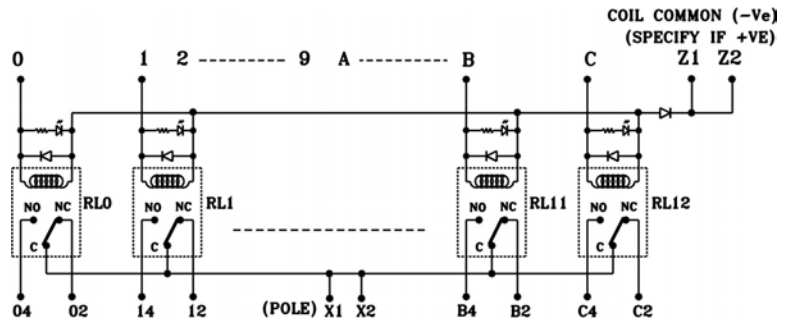 COIL COMMON (-Ve)
(SPECIFY IF +VE)
0 1 2 -------- 9 A -------- B C Z1 Z2
NO NC RL0 NO NC RL1 NO NC RL11 NO NC RL12
C C C C
04 02 14 12 (POLE) X1 X2 B4 B2 C4 C2